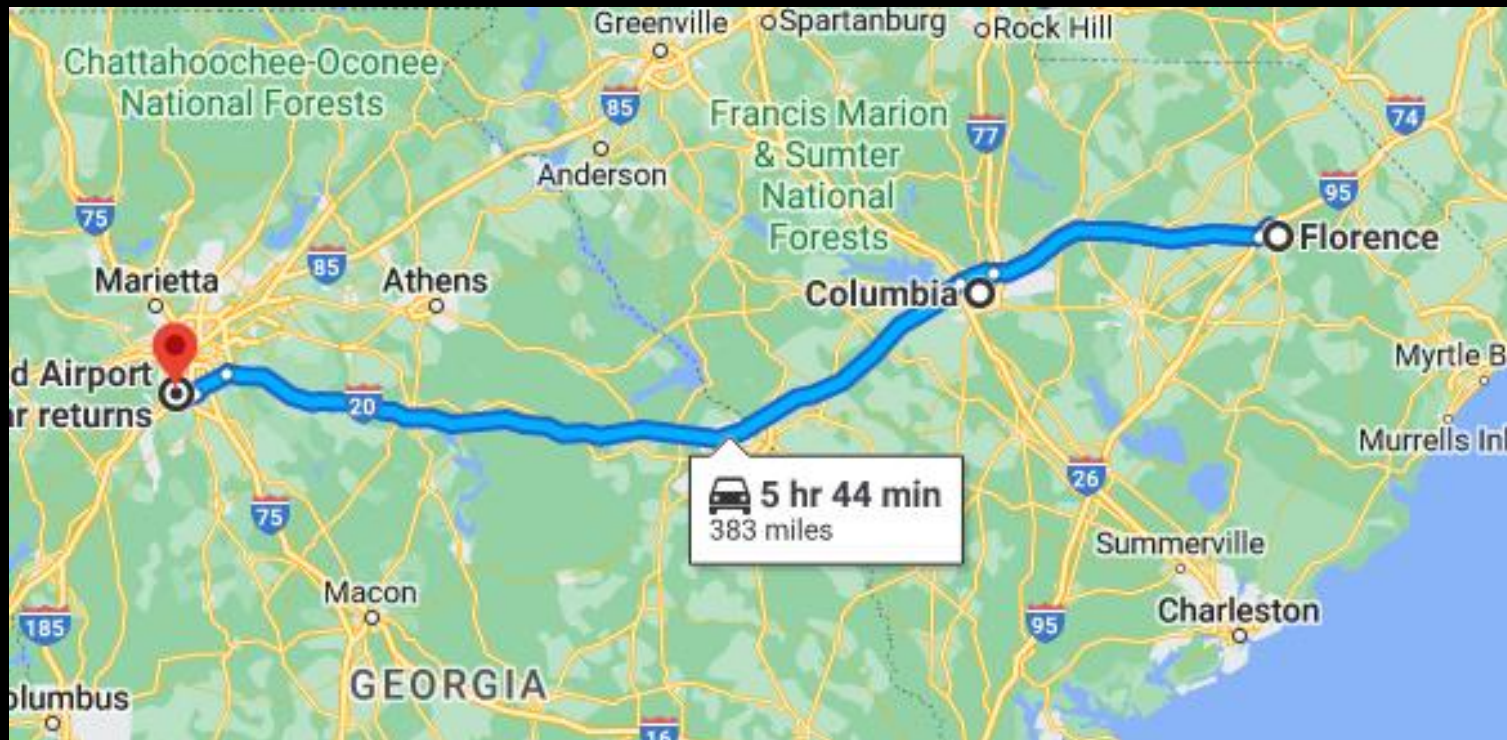 Greenville
Spartanburg
Rock Hill
Chattahoochee-Oconee
National Forests
85
Francis Marion
& Sumter
National
Forests
77
74
Anderson
95
75
85
Marietta
Athens
Columbia
Florence
d Airport
ar returns
20
Myrtle B
Murrells Inl
5 hr 44 min
383 miles
26
75
Summerville
Macon
Charleston
185
95
GEORGIA
olumbus
16